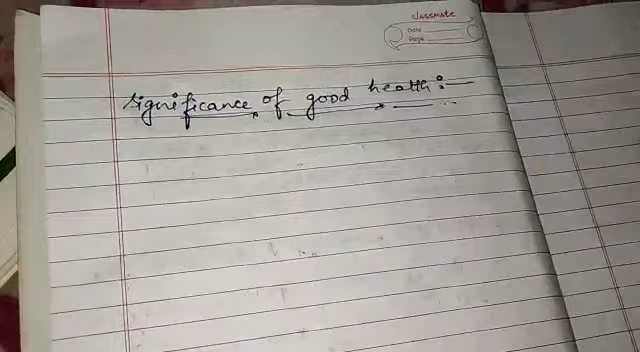 classmate
Date
Page
Significance of good health:-